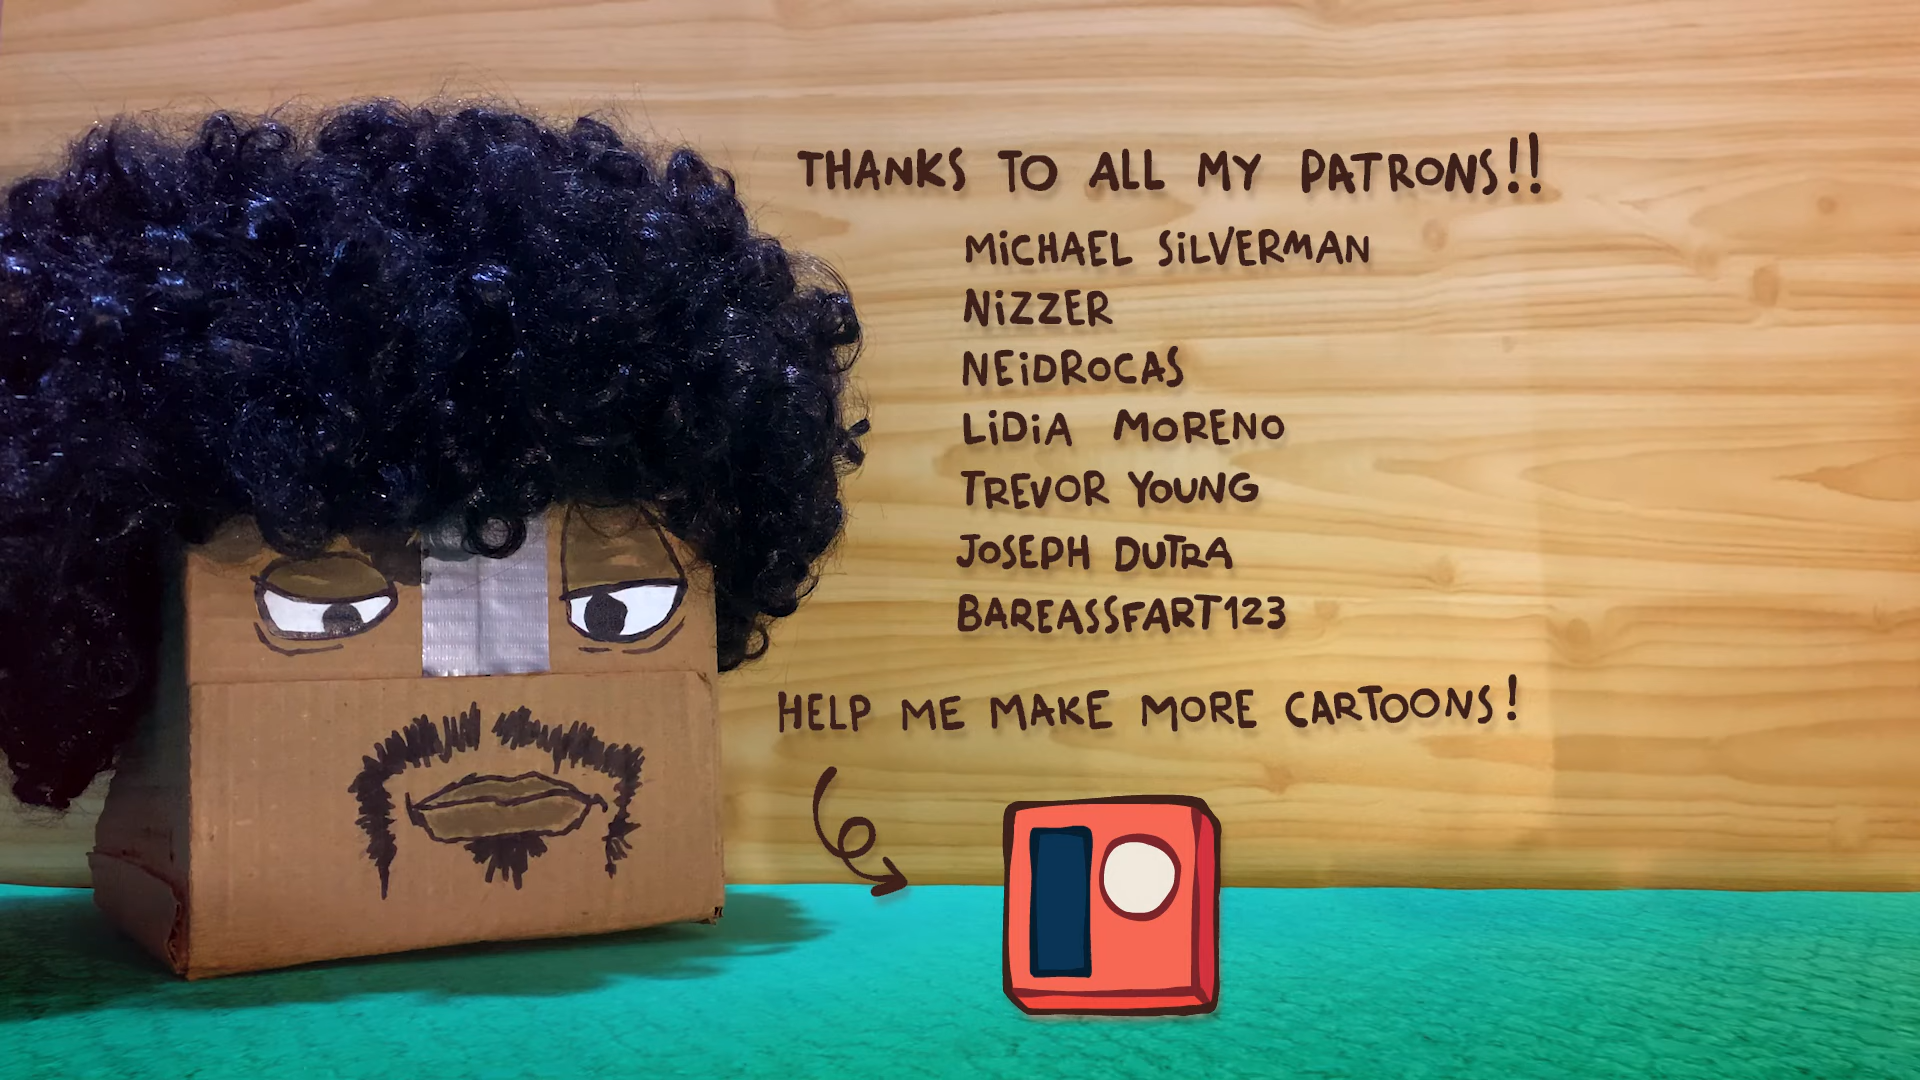 THANKS TO ALL MY PATRONS!!
MiCHAEL SiLVERMAN
NiZZER
NEiDROCAS
LiDiA MORENO
TREVOR YOUNG
JOSEPH DUTRA
BAREASSFART123
HELP ME MAKE MORE CARTOONS!